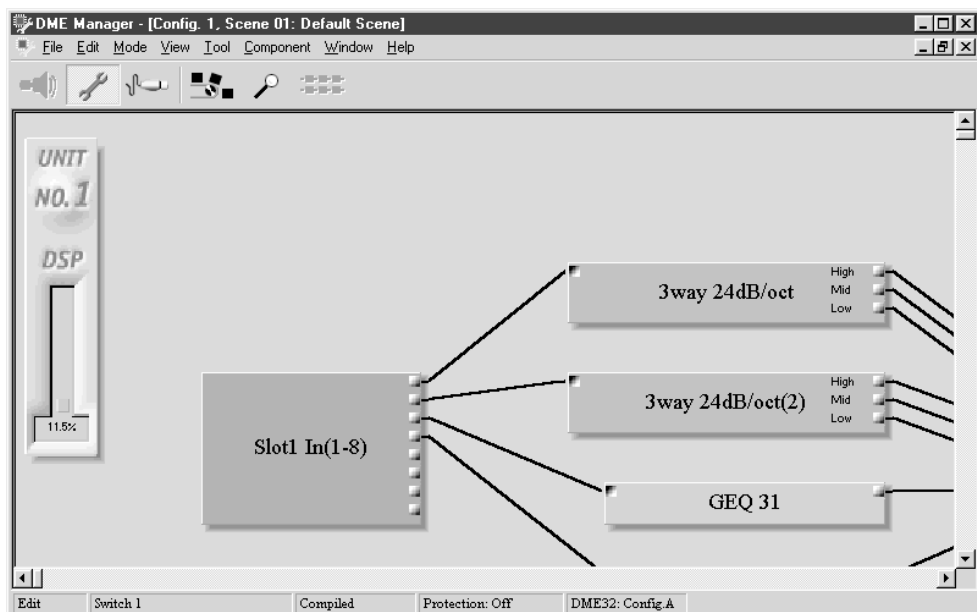 DME Manager - [Config. 1, Scene 01: Default Scene]
File Edit Mode View Tool Component Window Help
UNIT
NO. 1
DSP
11.5%
Slot1 In(1-8)
3way 24dB/oct
High
Mid
Low
3way 24dB/oct(2)
High
Mid
Low
GEQ 31
Edit Switch 1 Compiled Protection: Off DME32: Config.A